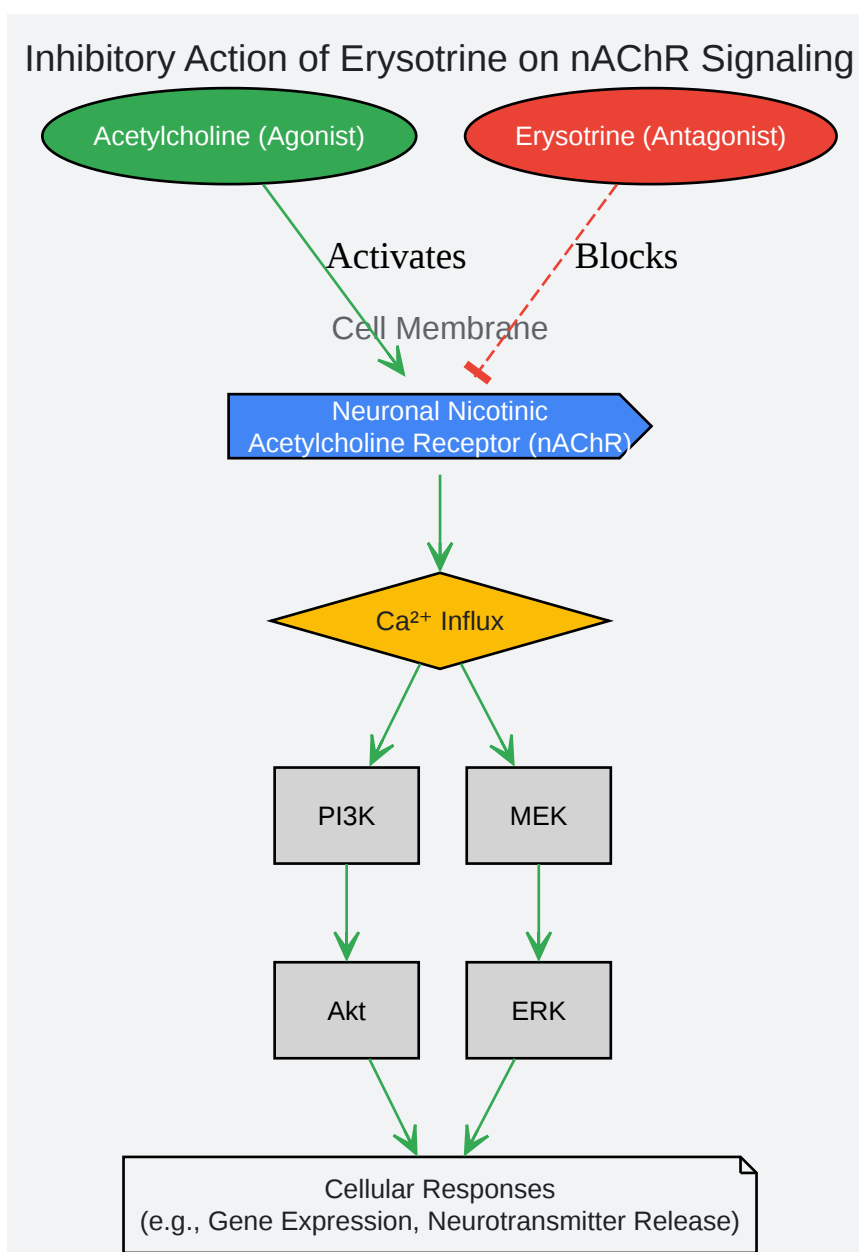 Inhibitory Action of Erysotrine on nAChR Signaling
Acetylcholine (Agonist)
Erysotrine (Antagonist)
Activates
Blocks
Cell Membrane
Neuronal Nicotinic
Acetylcholine Receptor (nAChR)
Ca²⁺ Influx
PI3K
MEK
Akt
ERK
Cellular Responses
(e.g., Gene Expression, Neurotransmitter Release)